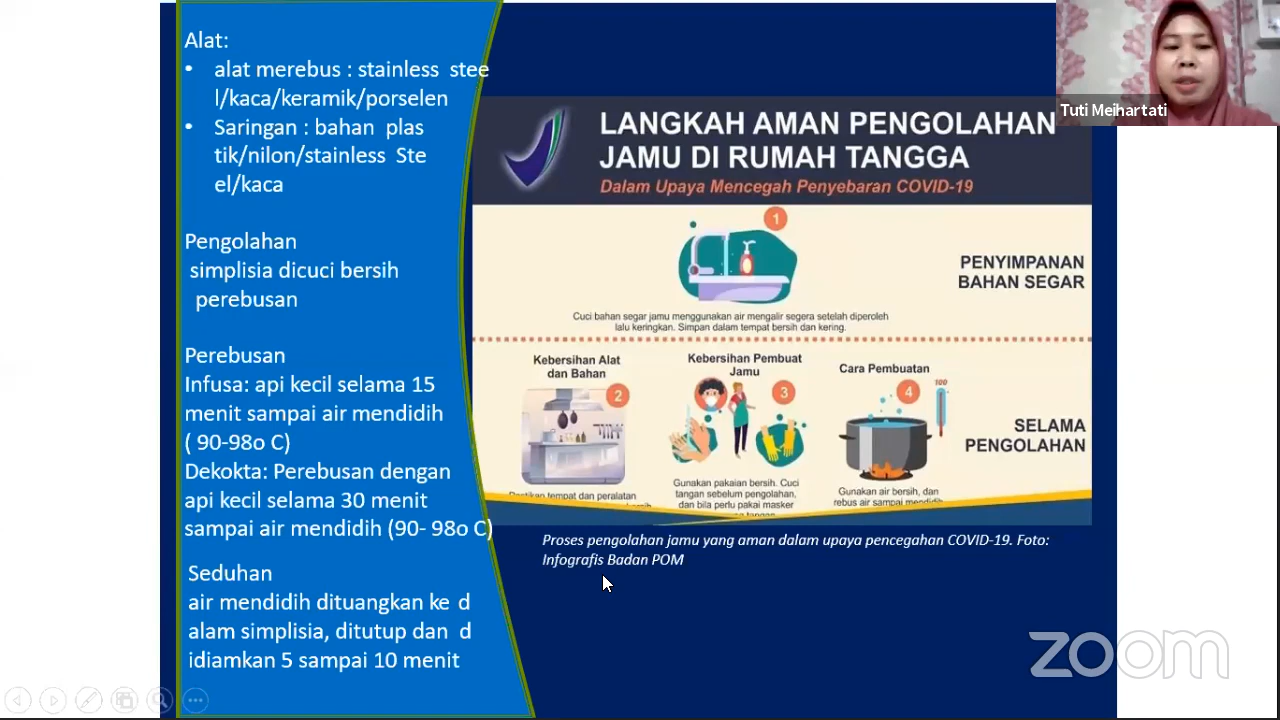 Alat:
• alat merebus : stainless stee
l/kaca/keramik/porselen
• Saringan : bahan plas
tik/nilon/stainless Ste
el/kaca
Pengolahan
simplisia dicuci bersih
perebusan
Perebusan
Infusa: api kecil selama 15
menit sampai air mendidih
( 90-98o C)
Dekokta: Perebusan dengan
api kecil selama 30 menit
sampai air mendidih (90- 98o C)
Seduhan
air mendidih dituangkan ke d
alam simplisia, ditutup dan d
idiamkan 5 sampai 10 menit
LANGKAH AMAN PENGOLAHAN
JAMU DI RUMAH TANGGA
Dalam Upaya Mencegah Penyebaran COVID-19
1
PENYIMPANAN
BAHAN SEGAR
Cuci bahan segar jamu menggunakan air mengalir segera setelah diperoleh
lalu keringkan. Simpan dalam tempat bersih dan kering.
Kebersihan Alat
dan Bahan
2
Kebersihan Pembuat
Jamu
3
Gunakan pakaian bersih. Cuci
tangan sebelum pengolahan,
dan bila perlu pakai masker
Cara Pembuatan
4
100
Gunakan air bersih, dan
rebus air sampai mendidih
SELAMA
PENGOLAHAN
tempat dan peralatan
Proses pengolahan jamu yang aman dalam upaya pencegahan COVID-19. Foto:
Infografis Badan POM
Tuti Meihartati
zoom